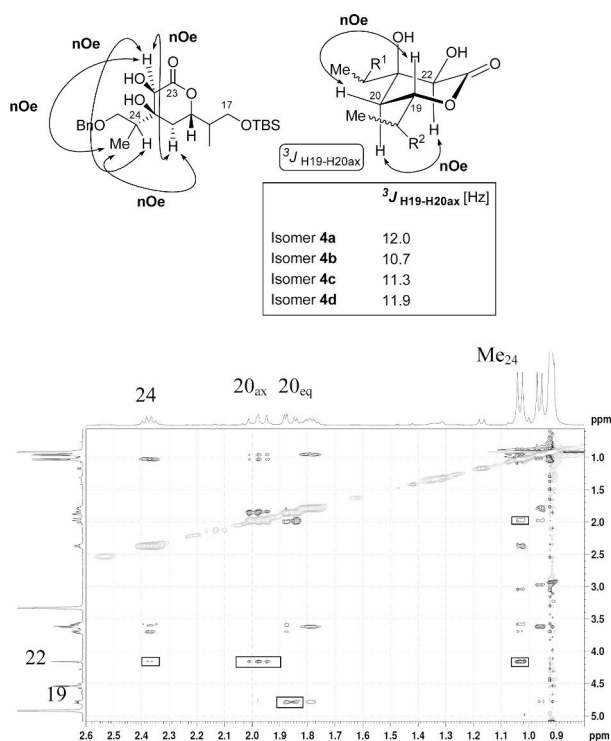 nOe
nOe
nOe
nOe
H
HO
O
23
O
HO
24
17
BnO
OTBS
Me
H
H
H
nOe
OH
H
OH
R¹
Me
22
O
H
20
O
Me
19
H
H
R²
nOe
³J H19-H20ax
³J H19-H20ax [Hz]
Isomer 4a 12.0
Isomer 4b 10.7
Isomer 4c 11.3
Isomer 4d 11.9
24 20ax 20eq Me24
ppm
1.0
1.5
2.0
2.5
3.0
3.5
22 4.0
4.5
19
5.0
2.6 2.5 2.4 2.3 2.2 2.1 2.0 1.9 1.8 1.7 1.6 1.5 1.4 1.3 1.2 1.1 1.0 0.9 ppm